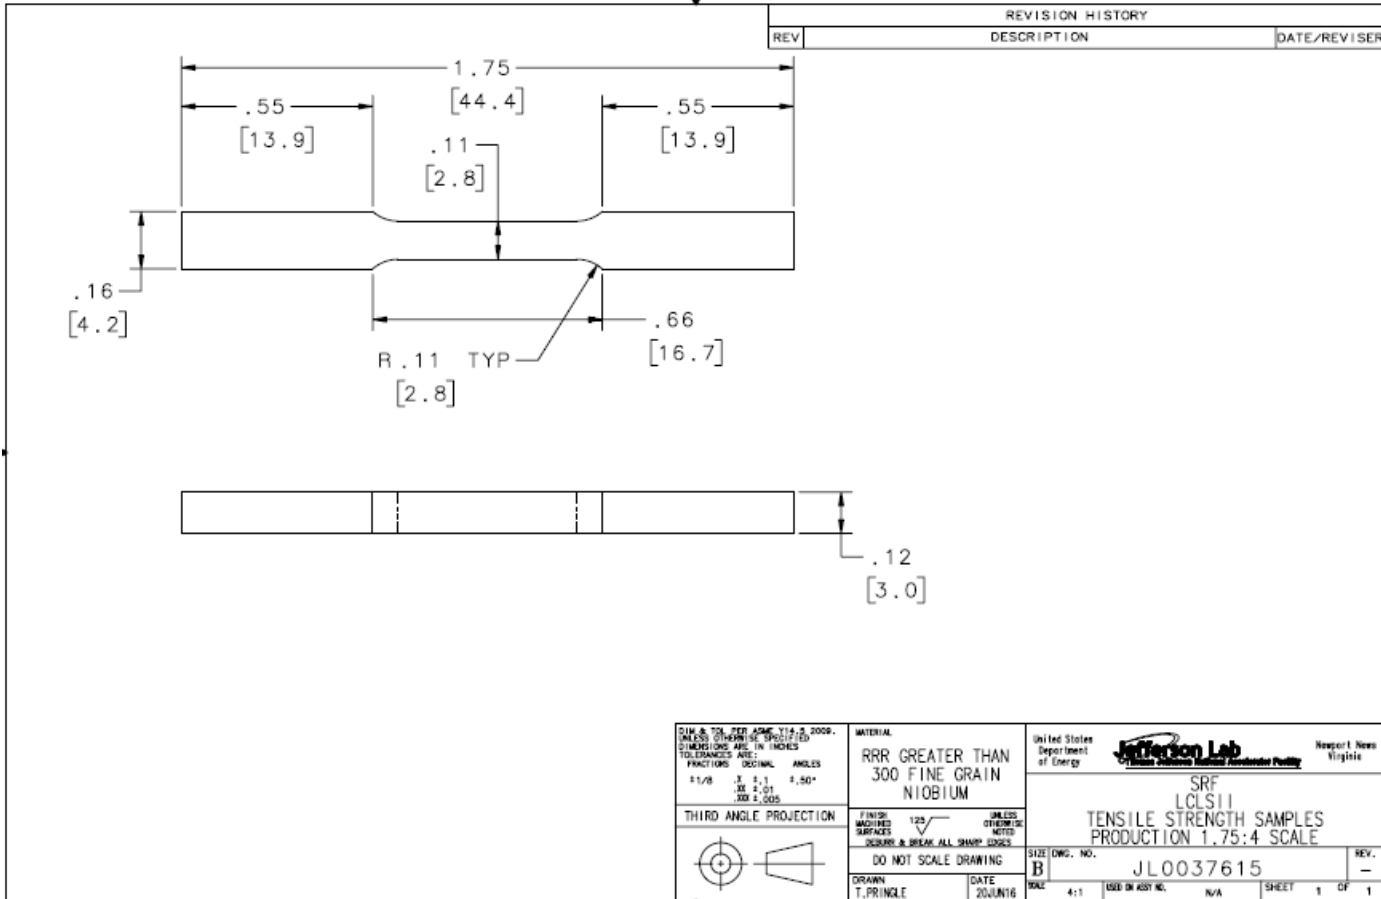 REVISION HISTORY
REV DESCRIPTION DATE/REVISER
1.75
[44.4]
.55
[13.9]
.55
[13.9]
.11
[2.8]
.16
[4.2]
.66
[16.7]
R.11 TYP
[2.8]
.12
[3.0]
DIM & TOL PER ASME Y14.5 2009.
UNLESS OTHERWISE SPECIFIED
DIMENSIONS ARE IN INCHES
TOLERANCES ARE:
FRACTIONS DECIMAL ANGLES
±1/8 .X ±.1 ±.50°
.XX ±.01
.XXX ±.005
THIRD ANGLE PROJECTION
MATERIAL
RRR GREATER THAN
300 FINE GRAIN
NIOBIUM
FINISH
MACHINED
SURFACES
125
UNLESS
OTHERWISE
NOTED
DEBURR & BREAK ALL SHARP EDGES
DO NOT SCALE DRAWING
DRAWN
T.PRINGLE
DATE
20JUN16
United States
Department
of Energy
Jefferson Lab
Thomas Jefferson National Accelerator Facility
Newport News
Virginia
SRF
LCLSII
TENSILE STRENGTH SAMPLES
PRODUCTION 1.75:4 SCALE
SIZE
B
DWG. NO.
JL0037615
REV.
-
SCALE 4:1
USED ON ASSY NO. N/A
SHEET 1 OF 1